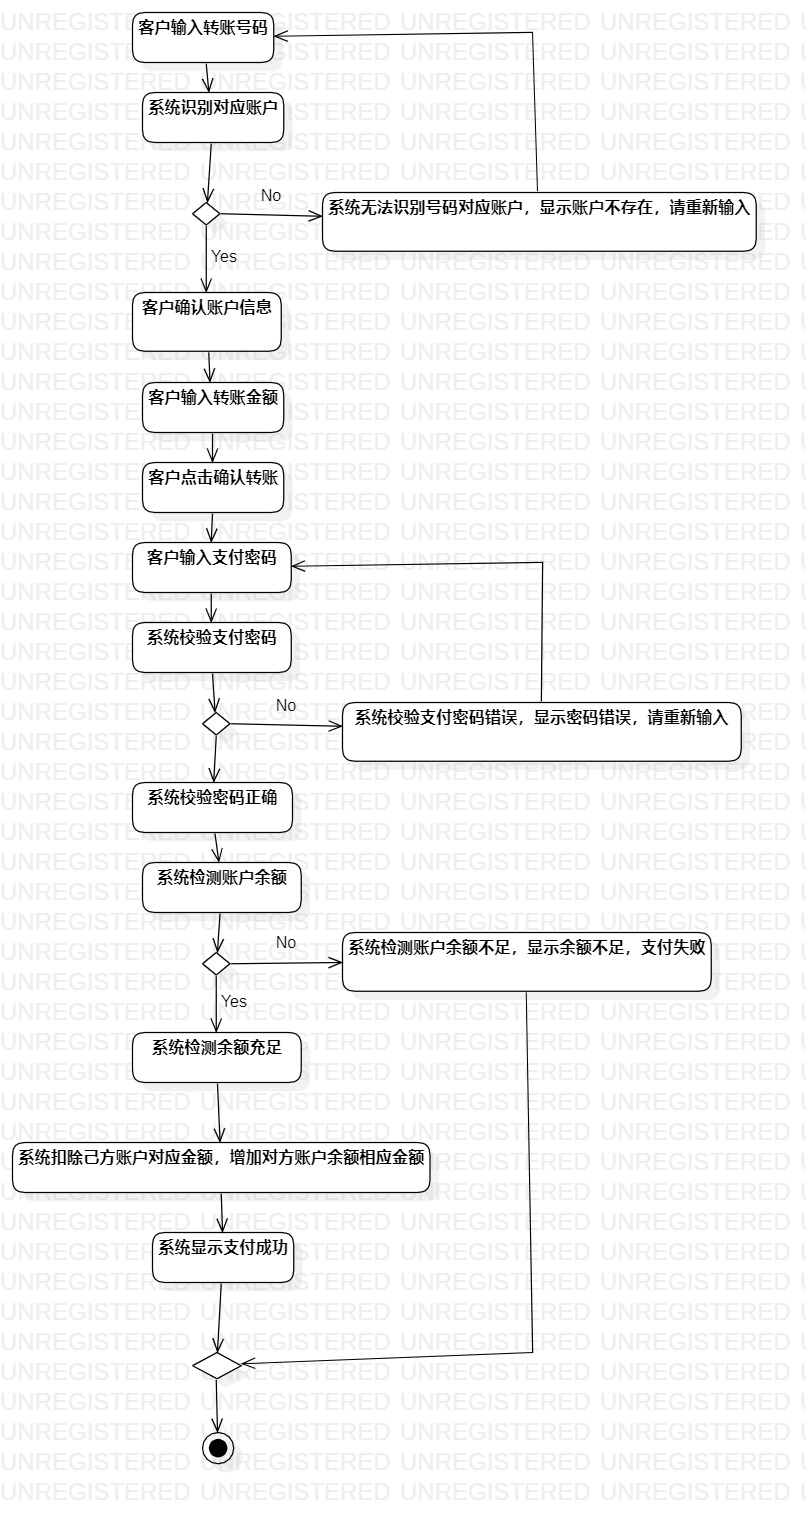 客户输入转账号码
系统识别对应账户
No
系统无法识别号码对应账户，显示账户不存在，请重新输入
Yes
客户确认账户信息
客户输入转账金额
客户点击确认转账
客户输入支付密码
系统校验支付密码
No
系统校验支付密码错误，显示密码错误，请重新输入
系统校验密码正确
系统检测账户余额
No
系统检测账户余额不足，显示余额不足，支付失败
Yes
系统检测余额充足
系统扣除己方账户对应金额，增加对方账户余额相应金额
系统显示支付成功
UNREGISTERED